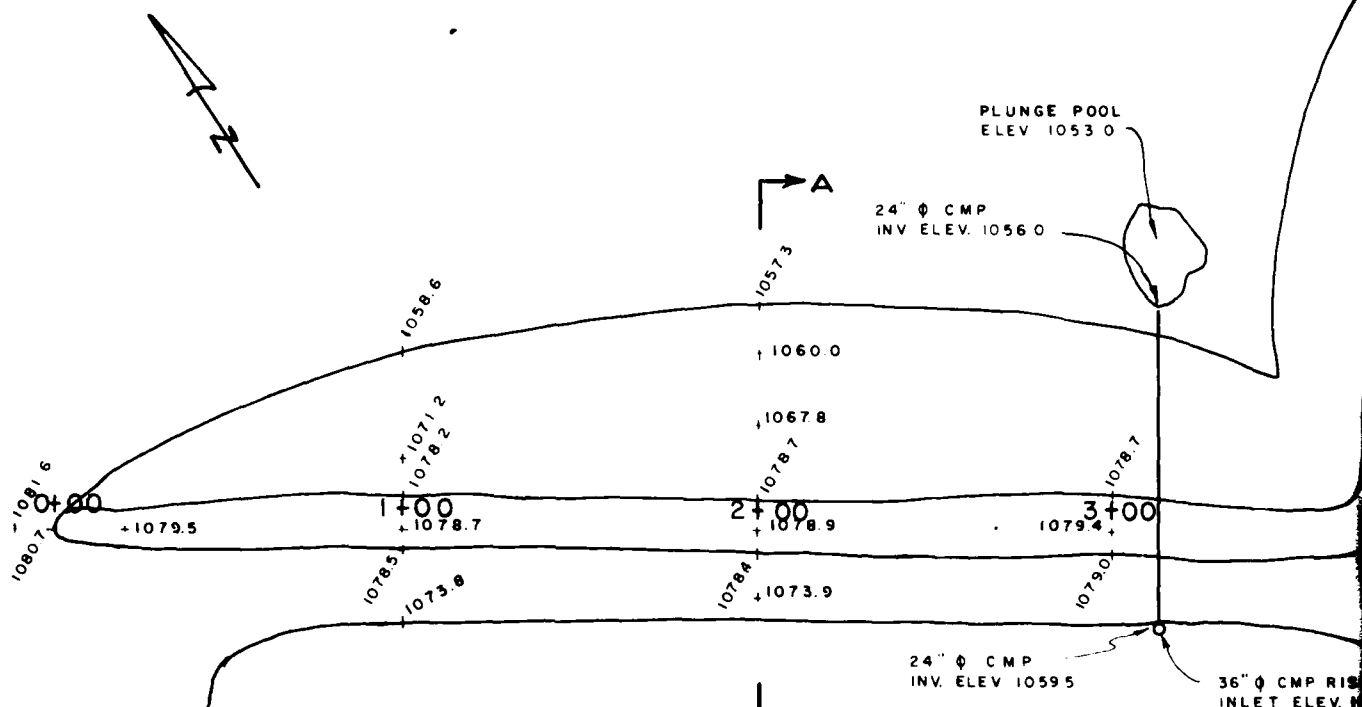 N
PLUNGE POOL
ELEV 1053.0
A
24" φ CMP
INV ELEV. 1056.0
1057.3
1058.6
+ 1060.0
+1067.8
+1071.2
1078.2
1078.7
1078.7
+1081.6
0+00
1+00
2+00
3+00
1080.7
+1079.5
+1078.7
+1078.9
1079.4 +
1078.5
1078.4
1079.0
1073.8
+1073.9
24" φ CMP
INV. ELEV 1059.5
36" φ CMP
INLET ELEV.